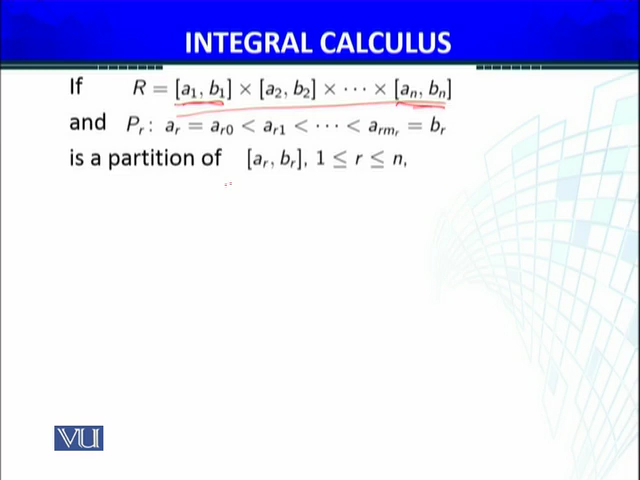 INTEGRAL CALCULUS
If R = [a₁, b₁] × [a₂, b₂] × ⋯ × [aₙ, bₙ]
and Pᵣ : aᵣ = aᵣ₀ < aᵣ₁ < ⋯ < aᵣₘᵣ = bᵣ
is a partition of [aᵣ, bᵣ], 1 ≤ r ≤ n,
VU